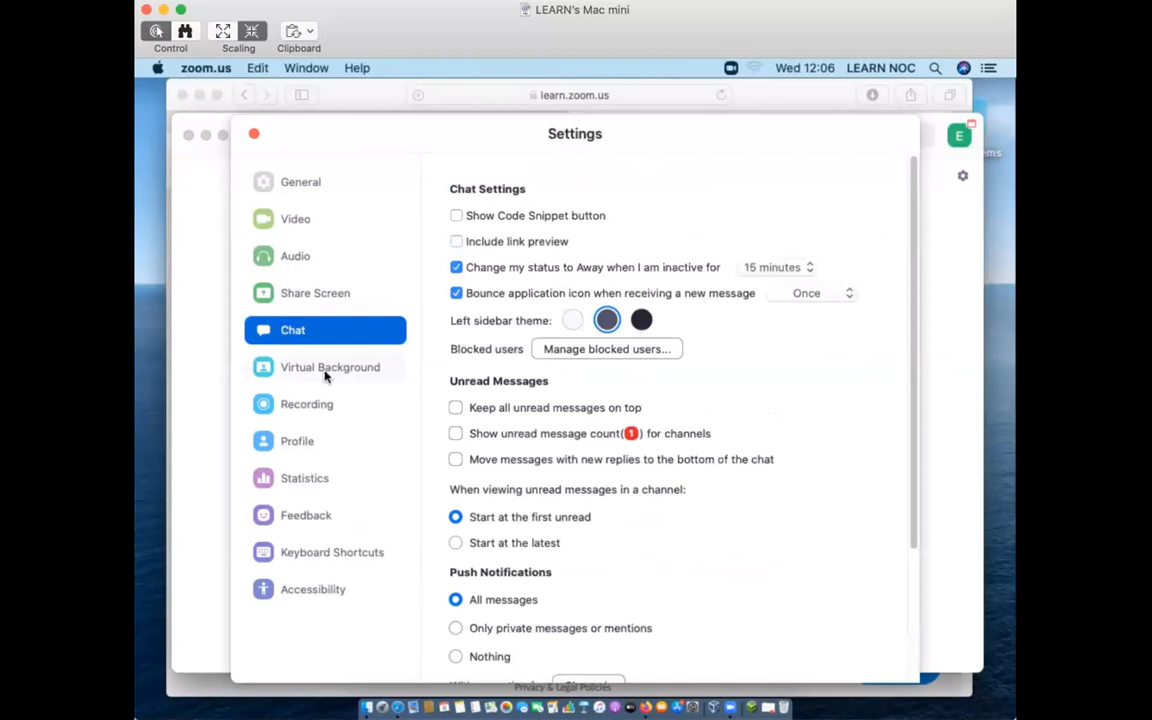 LEARN's Mac mini
Control
Scaling
Clipboard
zoom.us Edit Window Help Wed 12:06 LEARN NOC
learn.zoom.us
Settings
E
ems
General
Video
Audio
Share Screen
Chat
Virtual Background
Recording
Profile
Statistics
Feedback
Keyboard Shortcuts
Accessibility
Chat Settings
Show Code Snippet button
Include link preview
Change my status to Away when I am inactive for 15 minutes
Bounce application icon when receiving a new message Once
Left sidebar theme:
Blocked users Manage blocked users...
Unread Messages
Keep all unread messages on top
Show unread message count(1) for channels
Move messages with new replies to the bottom of the chat
When viewing unread messages in a channel:
Start at the first unread
Start at the latest
Push Notifications
All messages
Only private messages or mentions
Nothing
Privacy & Legal Policies